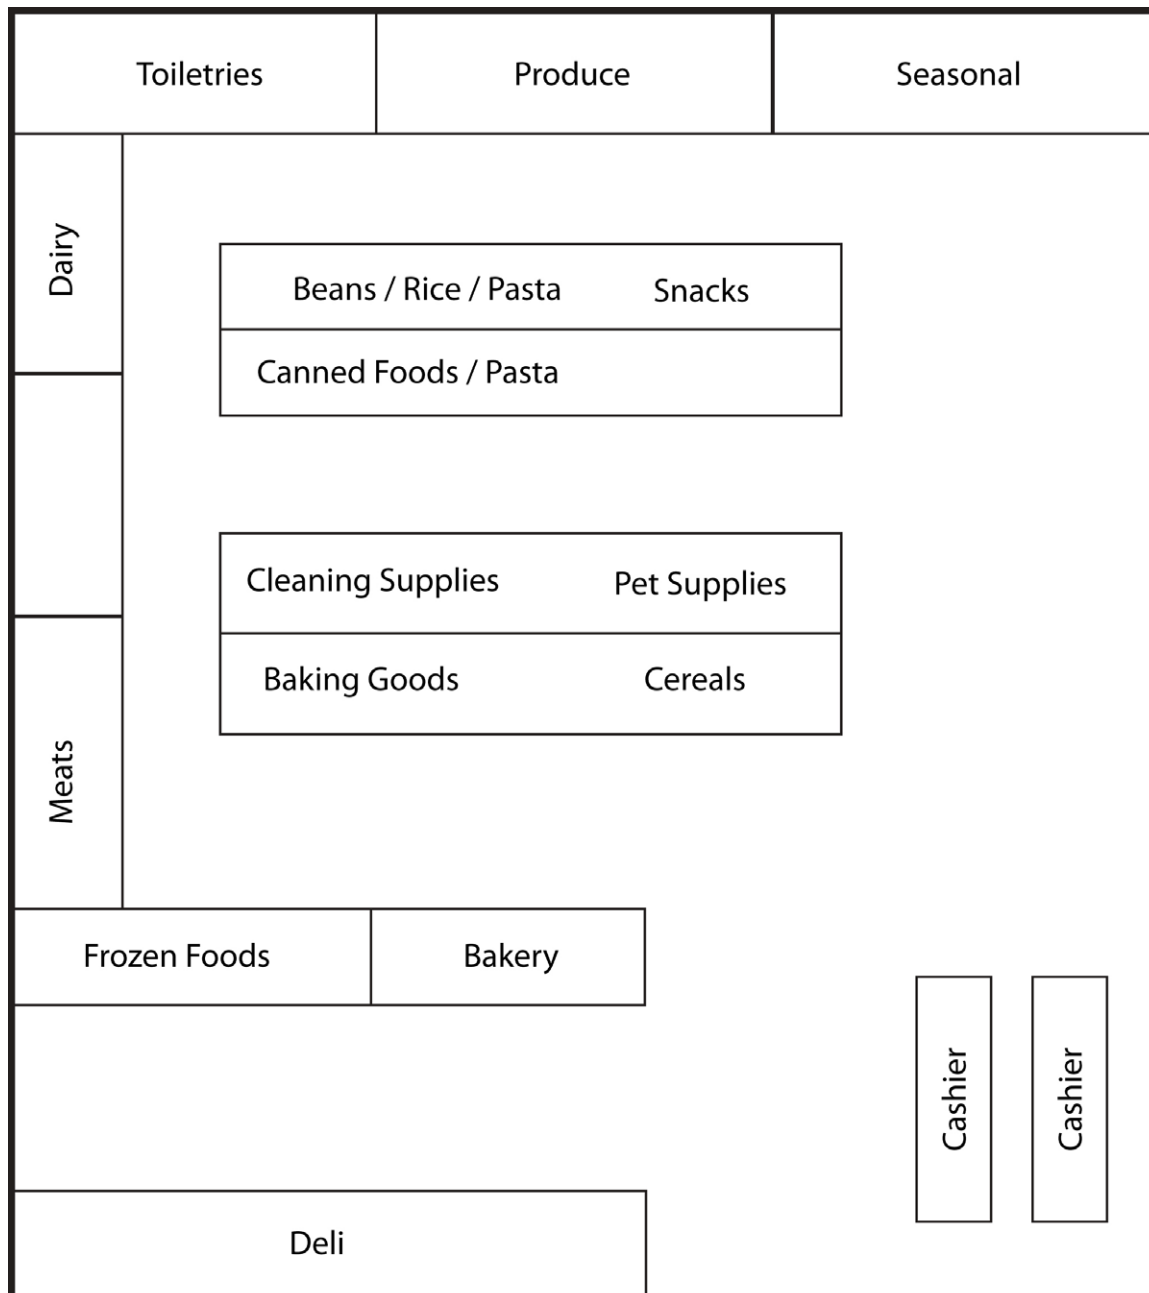 Toiletries
Produce
Seasonal
Dairy
Beans / Rice / Pasta
Snacks
Canned Foods / Pasta
Cleaning Supplies
Pet Supplies
Baking Goods
Cereals
Meats
Frozen Foods
Bakery
Cashier
Cashier
Deli